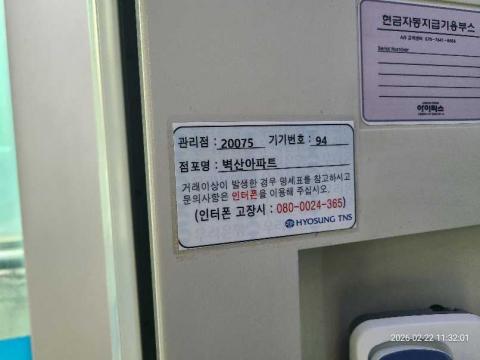 현금자동지급기용부스
Serial Number
아이티스
관리점 : 20075 기기번호 : 94
점포명 : 벽산아파트
거래이상이 발생한 경우 명세표를 참고하시고
문의사항은 인터폰을 이용해 주십시오.
(인터폰 고장시 : 080-0024-365)
HYOSUNG TNS
2026-02-22 11:32:01